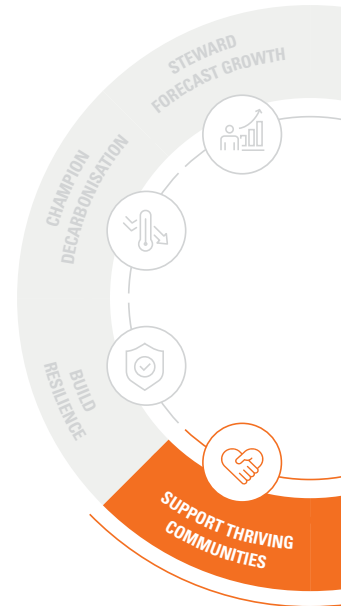 STEWARD
FORECAST GROWTH
CHAMPION
DECARBONISATION
BUILD
RESILIENCE
SUPPORT THRIVING
COMMUNITIES